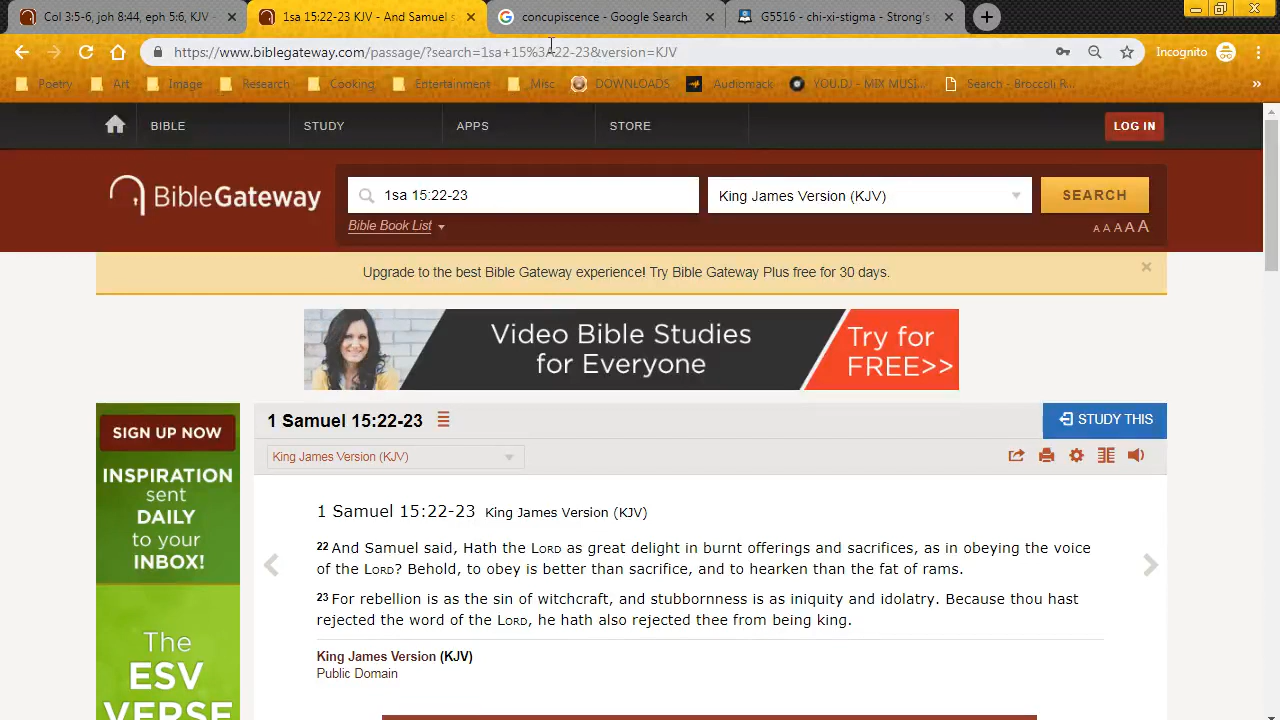 Col 3:5-6, joh 8:44, eph 5:6, KJV -
1sa 15:22-23 KJV - And Samuel s
concupiscence - Google Search
G5516 - chi-xi-stigma - Strong's
https://www.biblegateway.com/passage/?search=1sa+15%3A22-23&version=KJV
Incognito
Poetry
Art
Image
Research
Cooking
Entertainment
Misc
DOWNLOADS
Audiomack
YOU.DJ - MIX MUSI...
Search - Broccoli R...
»
BIBLE
STUDY
APPS
STORE
LOG IN
BibleGateway
1sa 15:22-23
King James Version (KJV)
SEARCH
Bible Book List
A A A A A
Upgrade to the best Bible Gateway experience! Try Bible Gateway Plus free for 30 days.
Video Bible Studies
for Everyone
Try for
FREE>>
SIGN UP NOW
INSPIRATION
sent
DAILY
to your
INBOX!
The
ESV
VERSE
1 Samuel 15:22-23
STUDY THIS
King James Version (KJV)
1 Samuel 15:22-23 King James Version (KJV)
22 And Samuel said, Hath the LORD as great delight in burnt offerings and sacrifices, as in obeying the voice
of the LORD? Behold, to obey is better than sacrifice, and to hearken than the fat of rams.
23 For rebellion is as the sin of witchcraft, and stubbornness is as iniquity and idolatry. Because thou hast
rejected the word of the LORD, he hath also rejected thee from being king.
King James Version (KJV)
Public Domain